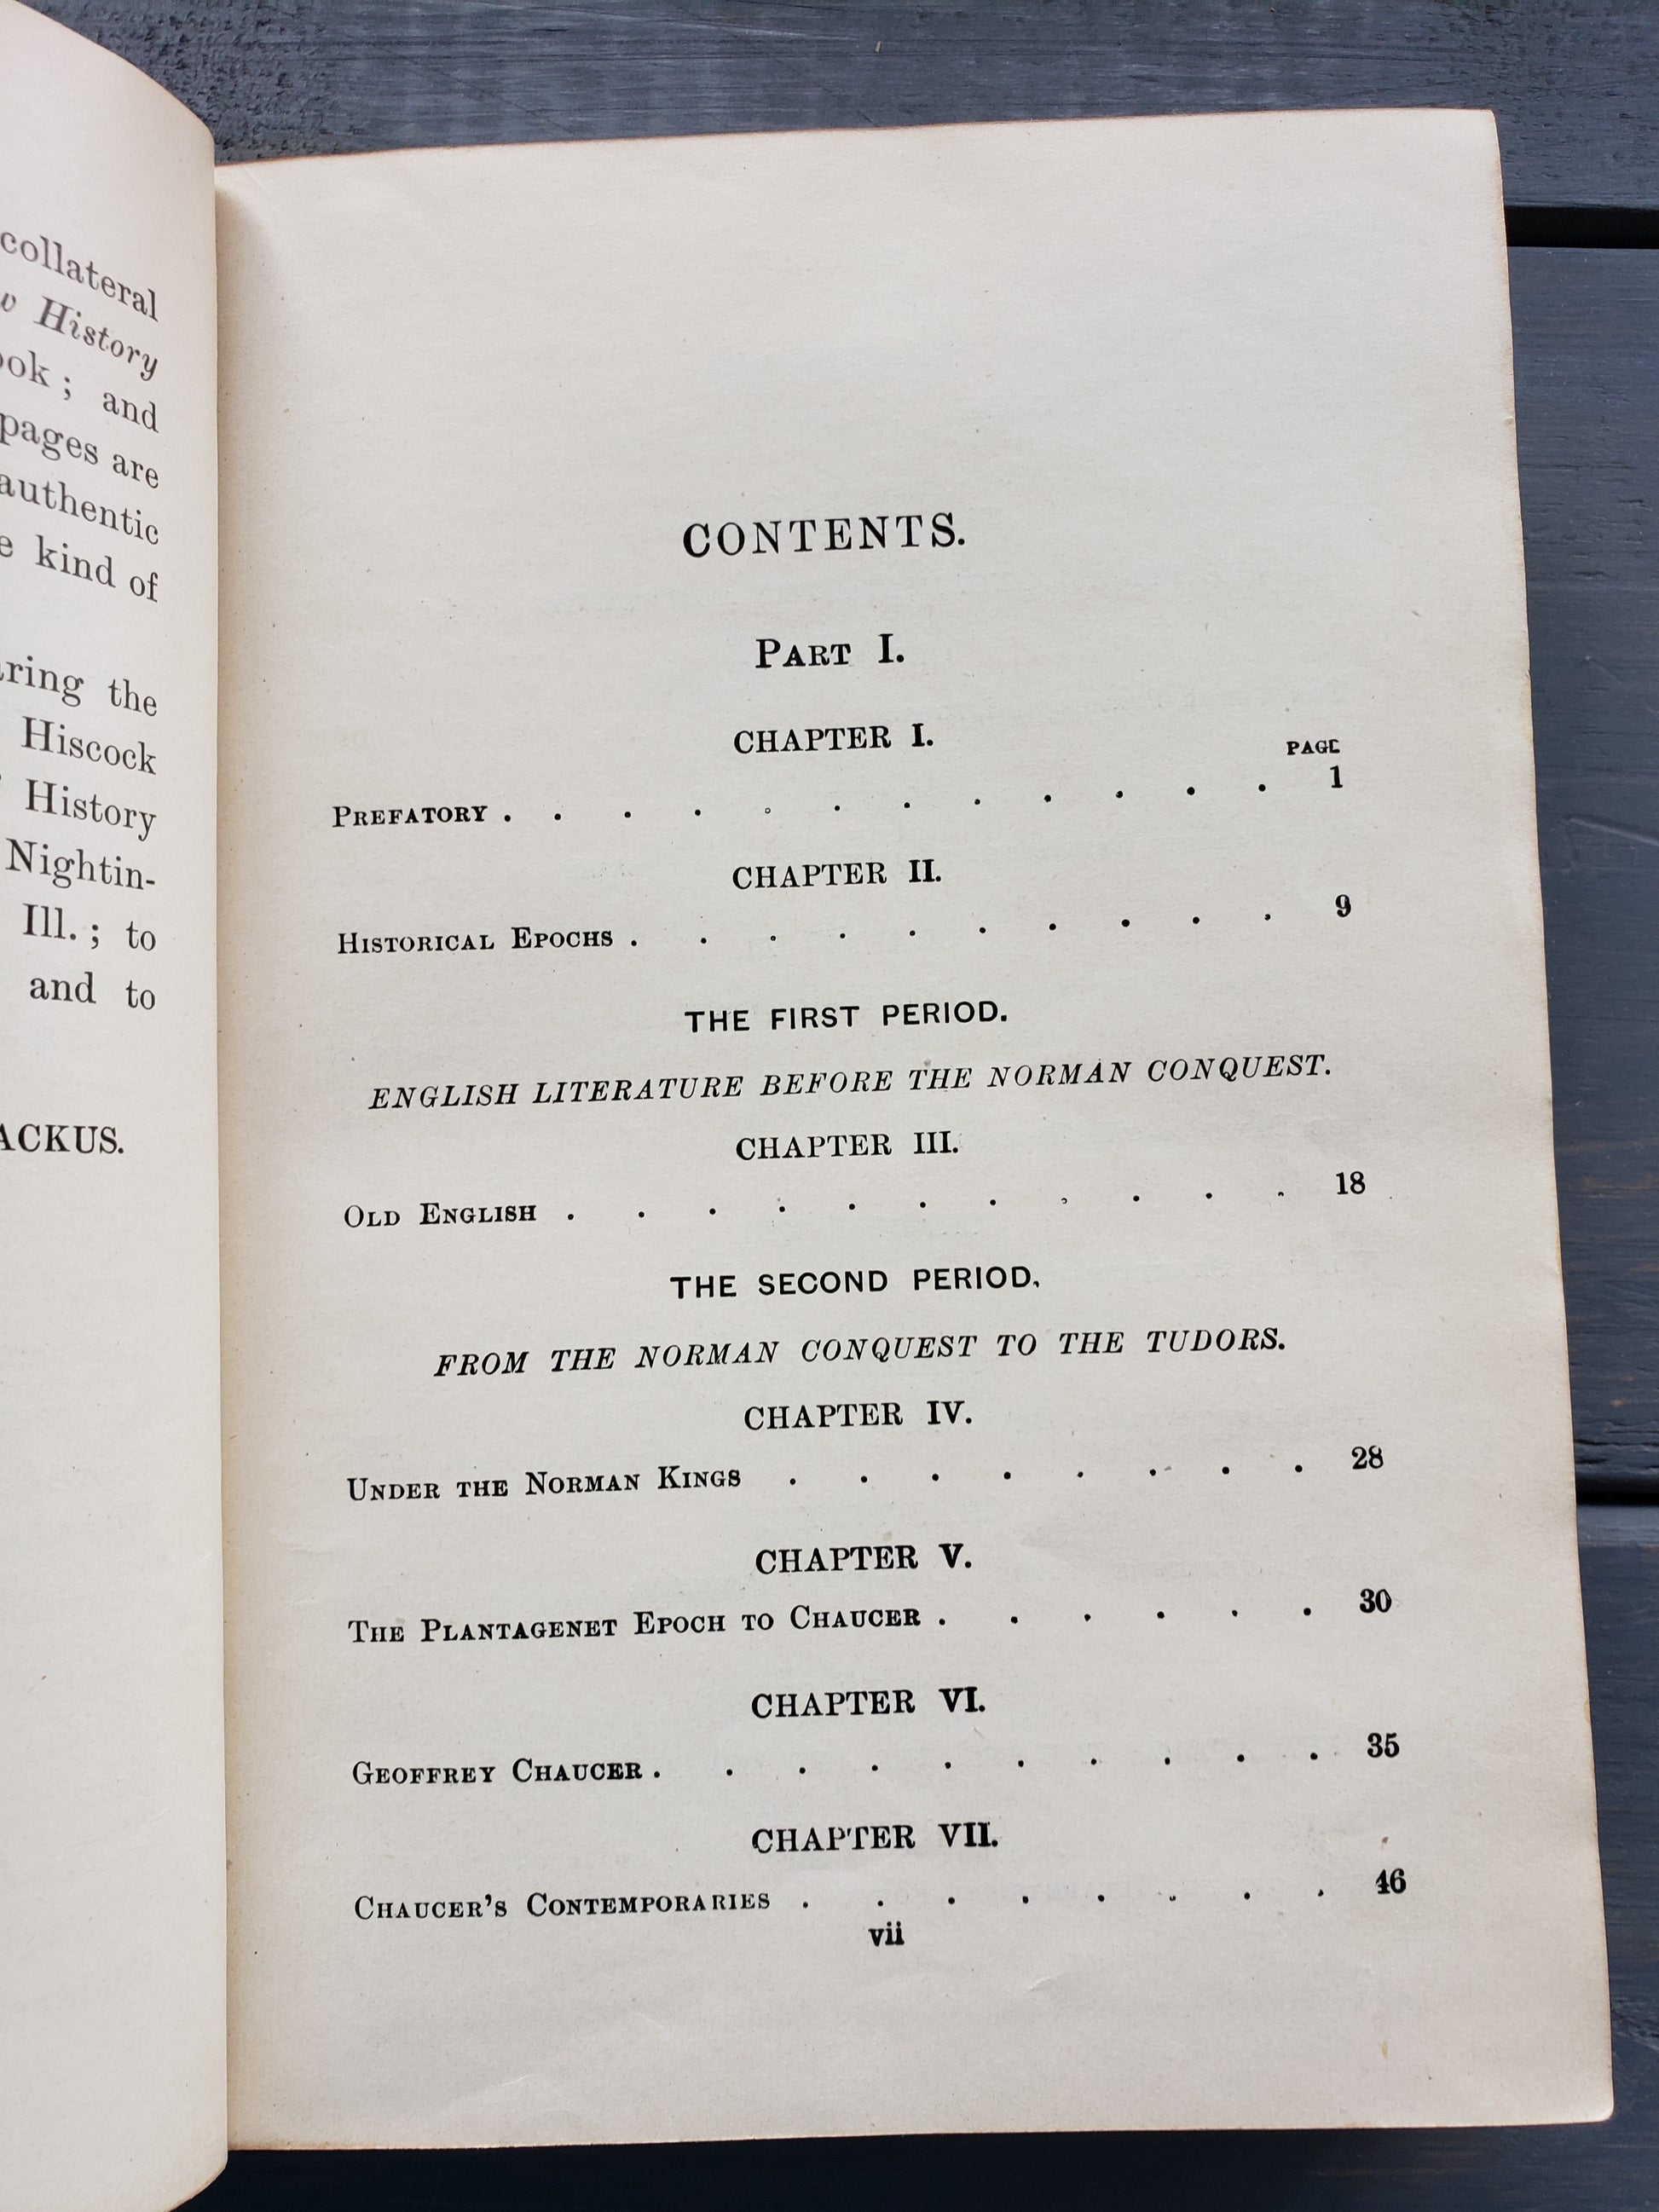 collateral
History
; and
pages are
authentic
kind of
the
Hiscock
History
Nightin-
Ill.; to
and to
ACKUS.
CONTENTS.
PART I.
CHAPTER I.
PAGE
PREFATORY . . . . . . . . . . . . 1
CHAPTER II.
HISTORICAL EPOCHS . . . . . . . . . . 9
THE FIRST PERIOD.
ENGLISH LITERATURE BEFORE THE NORMAN CONQUEST.
CHAPTER III.
OLD ENGLISH . . . . . . . . . . . 18
THE SECOND PERIOD.
FROM THE NORMAN CONQUEST TO THE TUDORS.
CHAPTER IV.
UNDER THE NORMAN KINGS . . . . . . . . 28
CHAPTER V.
THE PLANTAGENET EPOCH TO CHAUCER . . . . . . 30
CHAPTER VI.
GEOFFREY CHAUCER . . . . . . . . . . 35
CHAPTER VII.
CHAUCER'S CONTEMPORARIES . . . . . . . . 46
vii